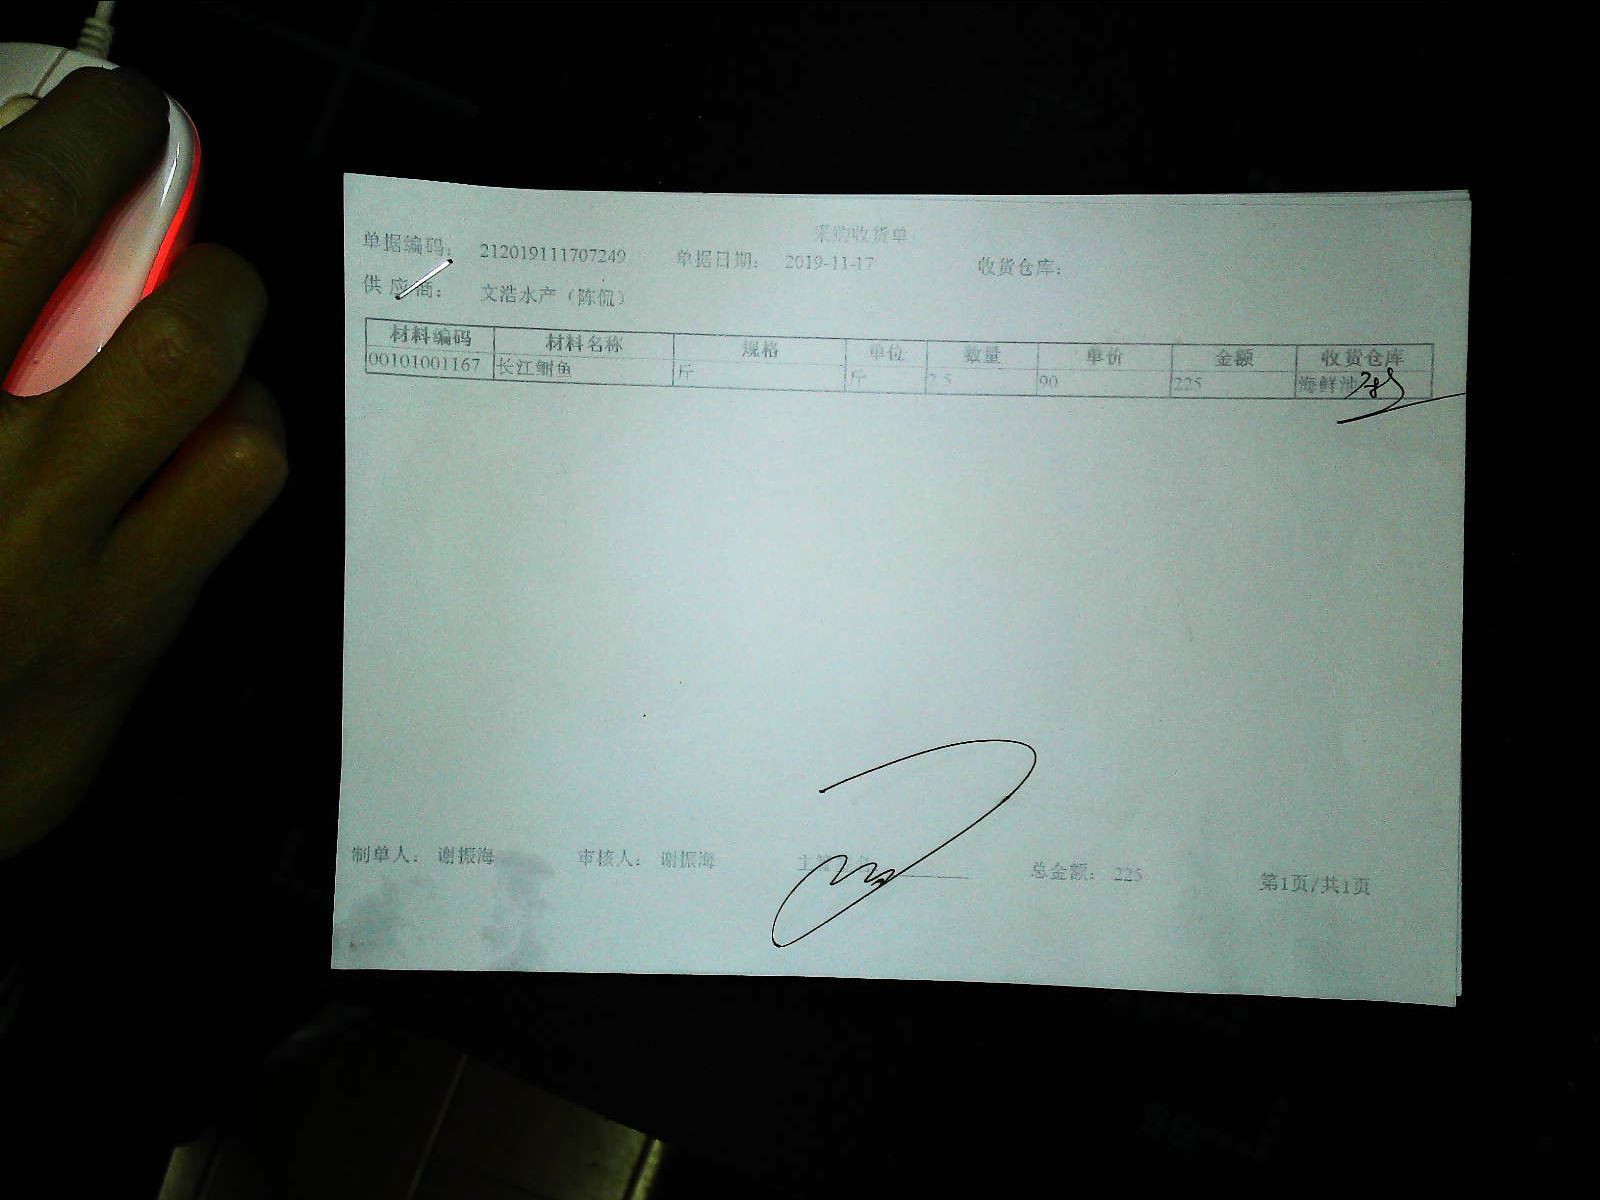 采购收货单
单据编码： 212019111707249 单据日期： 2019-11-17 收货仓库：
供应商： 文浩水产（陈侃）
材料编码 材料名称 规格 单位 数量 单价 金额 收货仓库
00101001167 长江鮰鱼 斤 斤 2.5 90 225 海鲜池
制单人： 谢振海 审核人： 谢振海 总金额： 225 第1页/共1页